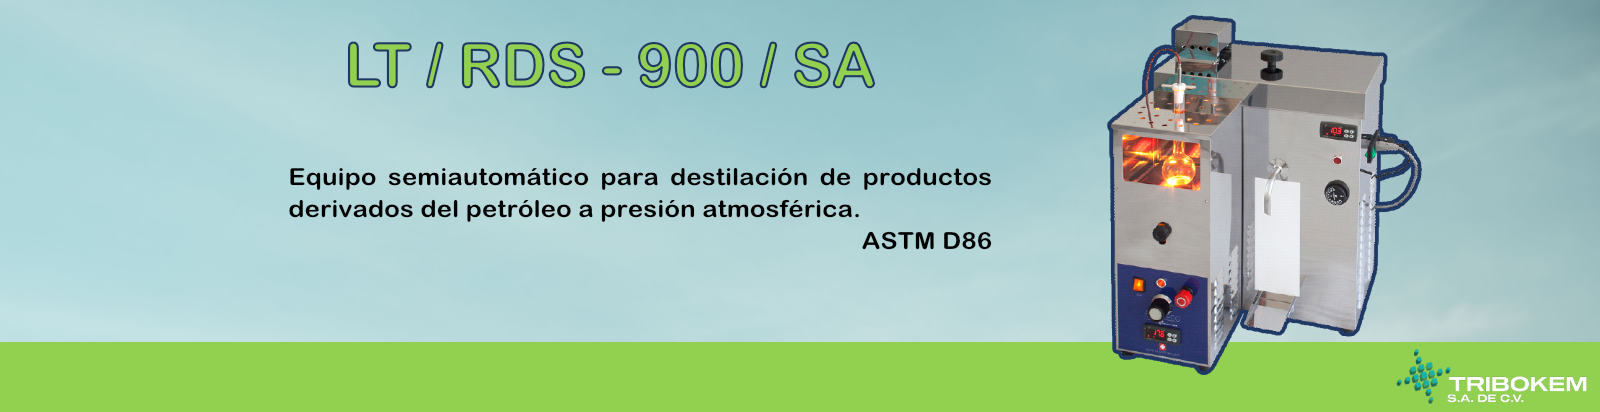 LT / RDS - 900 / SA
Equipo semiautomático para destilación de productos
derivados del petróleo a presión atmosférica.
ASTM D86
103
TRIBOKEM
S.A. DE C.V.